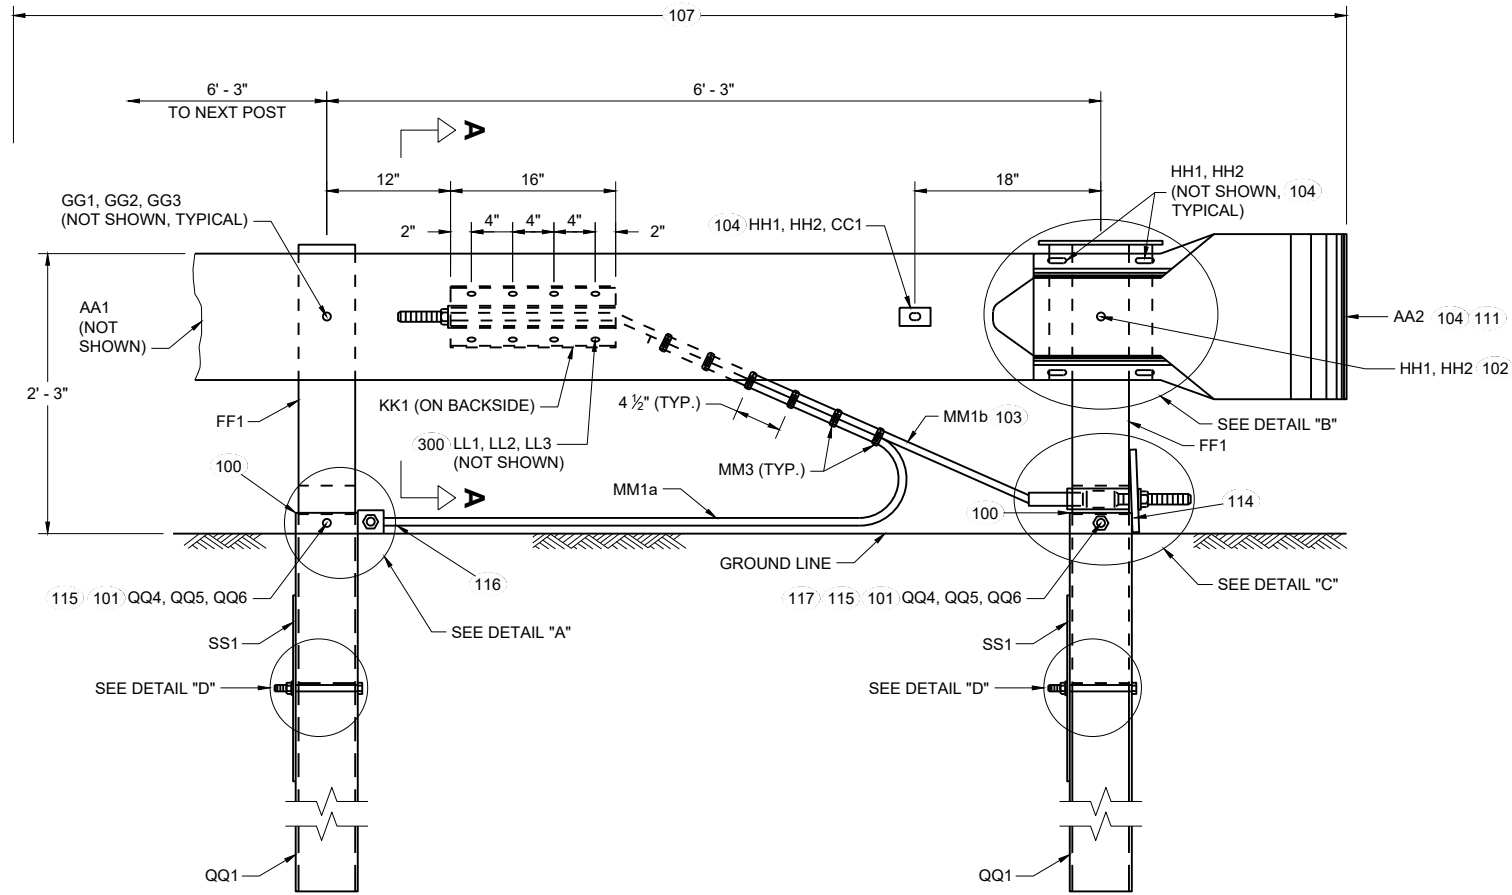 107
6' - 3"
TO NEXT POST
6' - 3"
A
12"
16"
18"
GG1, GG2, GG3
(NOT SHOWN, TYPICAL)
2"
4"
4"
4"
2"
104 HH1, HH2, CC1
HH1, HH2
(NOT SHOWN, 104
TYPICAL)
AA1
(NOT
SHOWN)
AA2 104 111
2' - 3"
HH1, HH2 102
KK1 (ON BACKSIDE)
4 ½" (TYP.)
FF1
MM1b 103
SEE DETAIL "B"
300 LL1, LL2, LL3
(NOT SHOWN)
FF1
100
MM3 (TYP.)
A
MM1a
100
114
GROUND LINE
116
SEE DETAIL "C"
115 101 QQ4, QQ5, QQ6
117 115 101 QQ4, QQ5, QQ6
SEE DETAIL "A"
SS1
SS1
SEE DETAIL "D"
SEE DETAIL "D"
QQ1
QQ1